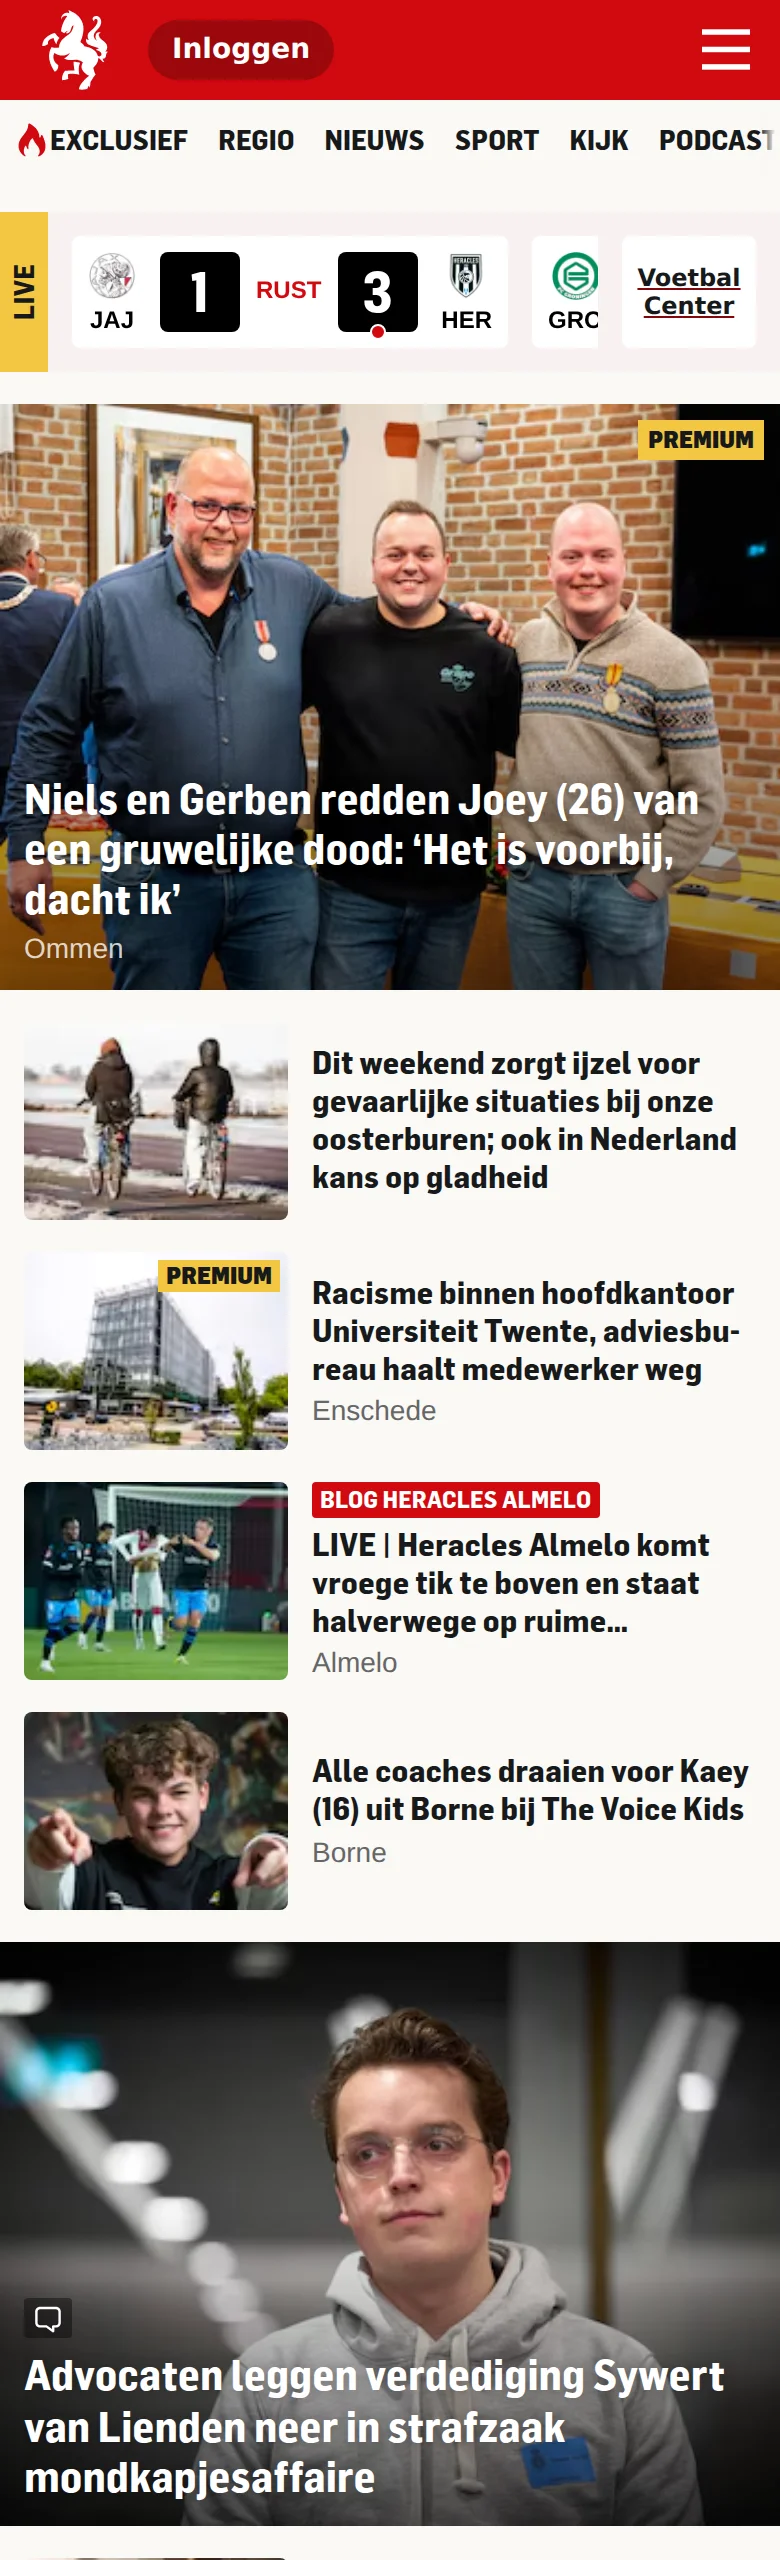 Inloggen
EXCLUSIEF REGIO NIEUWS SPORT KIJK PODCAST
LIVE
1 RUST 3
JAJ HER
GRO
Voetbal
Center
PREMIUM
Niels en Gerben redden Joey (26) van
een gruwelijke dood: ‘Het is voorbij,
dacht ik’
Ommen
Dit weekend zorgt ijzel voor
gevaarlijke situaties bij onze
oosterburen; ook in Nederland
kans op gladheid
PREMIUM
Racisme binnen hoofdkantoor
Universiteit Twente, adviesbu-
reau haalt medewerker weg
Enschede
BLOG HERACLES ALMELO
LIVE | Heracles Almelo komt
vroege tik te boven en staat
halverwege op ruime...
Almelo
Alle coaches draaien voor Kaey
(16) uit Borne bij The Voice Kids
Borne
Advocaten leggen verdediging Sywert
van Lienden neer in strafzaak
mondkapjesaffaire